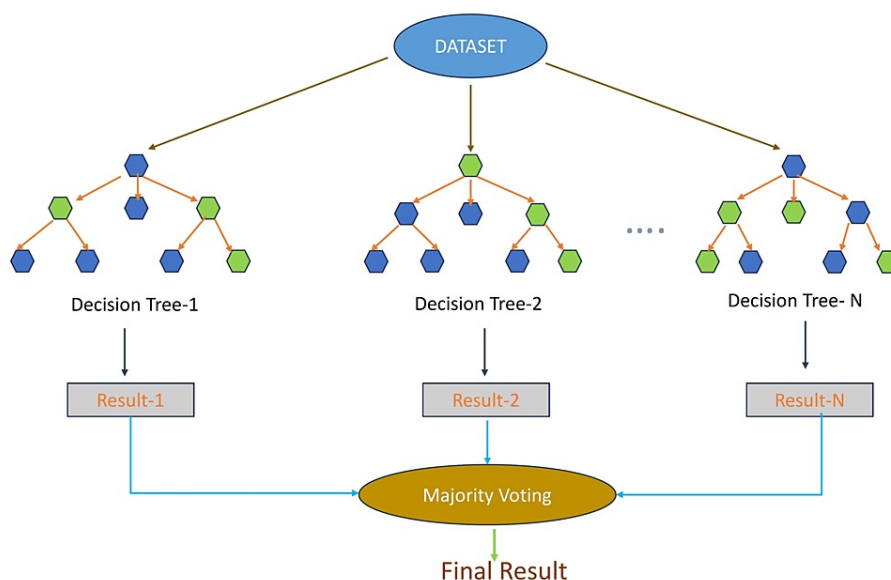 DATASET
Decision Tree-1
Decision Tree-2
Decision Tree- N
Result-1
Result-2
Result-N
Majority Voting
Final Result